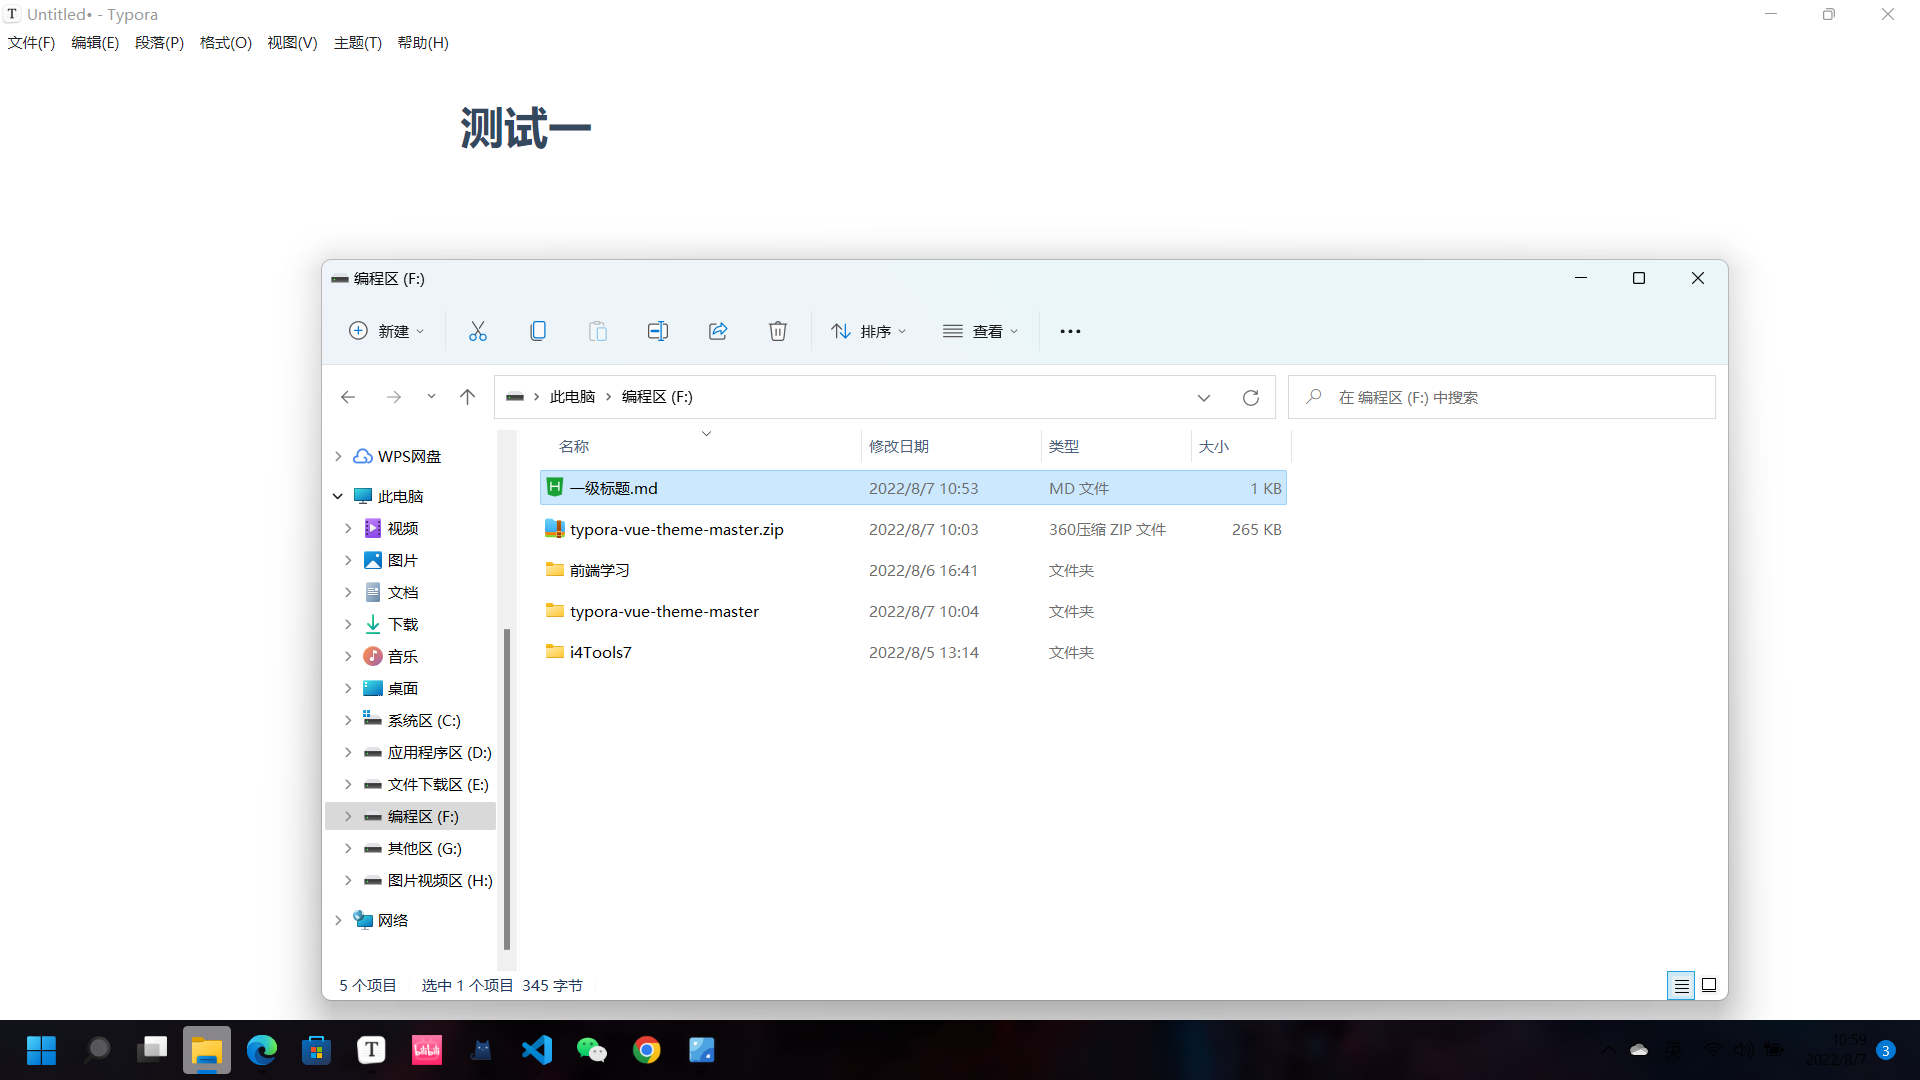 T Untitled• - Typora
文件(F) 编辑(E) 段落(P) 格式(O) 视图(V) 主题(T) 帮助(H)
测试一
编程区 (F:)
新建 排序 查看
此电脑 编程区 (F:)
在 编程区 (F:) 中搜索
名称 修改日期 类型 大小
一级标题.md 2022/8/7 10:53 MD 文件 1 KB
typora-vue-theme-master.zip 2022/8/7 10:03 360压缩 ZIP 文件 265 KB
前端学习 2022/8/6 16:41 文件夹
typora-vue-theme-master 2022/8/7 10:04 文件夹
i4Tools7 2022/8/5 13:14 文件夹
WPS网盘
此电脑
视频
图片
文档
下载
音乐
桌面
系统区 (C:)
应用程序区 (D:)
文件下载区 (E:)
编程区 (F:)
其他区 (G:)
图片视频区 (H:)
网络
5 个项目 选中 1 个项目 345 字节
T
bilibili
英
10:59
2022/8/7
3